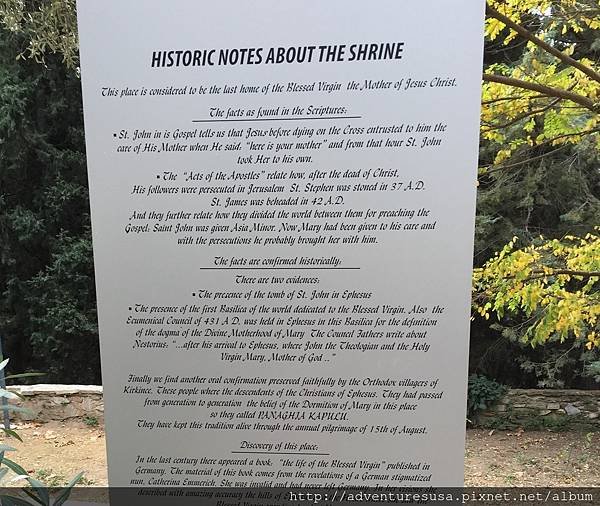 HISTORIC NOTES ABOUT THE SHRINE
This place is considered to be the last home of the Blessed Virgin the Mother of Jesus Christ.
The facts as found in the Scriptures:
▪ St. John in is Gospel tells us that Jesus before dying on the Cross entrusted to him the
care of His Mother when He said: "here is your mother" and from that hour St. John
took Her to his own.
▪ The "Acts of the Apostles" relate how, after the dead of Christ,
His followers were persecuted in Jerusalem St. Stephen was stoned in 37 A.D.
St. James was beheaded in 42 A.D.
And they further relate how they divided the world between them for preaching the
Gospel; Saint John was given Asia Minor. Now Mary had been given to his care and
with the persecutions he probably brought her with him.
The facts are confirmed historically:
There are two evidences:
▪ The precence of the tomb of St. John in Ephesus
▪ The presence of the first Basilica of the world dedicated to the Blessed Virgin. Also the
Ecumenical Council of 431 A.D. was held in Ephesus in this Basilica for the definition
of the dogma of the Divine Motherhood of Mary The Council Fathers write about
Nestorius: "...after his arrival to Ephesus, where John the Theologian and the Holy
Virgin Mary, Mother of God .."
Finally we find another oral confirmation preserved faithfully by the Orthodox villagers of
Kirkince. These people where the descendents of the Christians of Ephesus. They had passed
from generation to generation the belief of the Dormition of Mary in this place
so they called PANAGHIA KAPULU.
They have kept this tradition alive through the annual pilgrimage of 15th of August.
Discovery of this place:
In the last century there appeared a book: "the life of the Blessed Virgin" published in
Germany. The material of this book comes from the revelations of a German stigmatized
nun, Catherina Emmerich. She was invalid and had never left Germany. In her
described with amazing accuracy the hills of
http://adventuresusa.pixnet.net/album